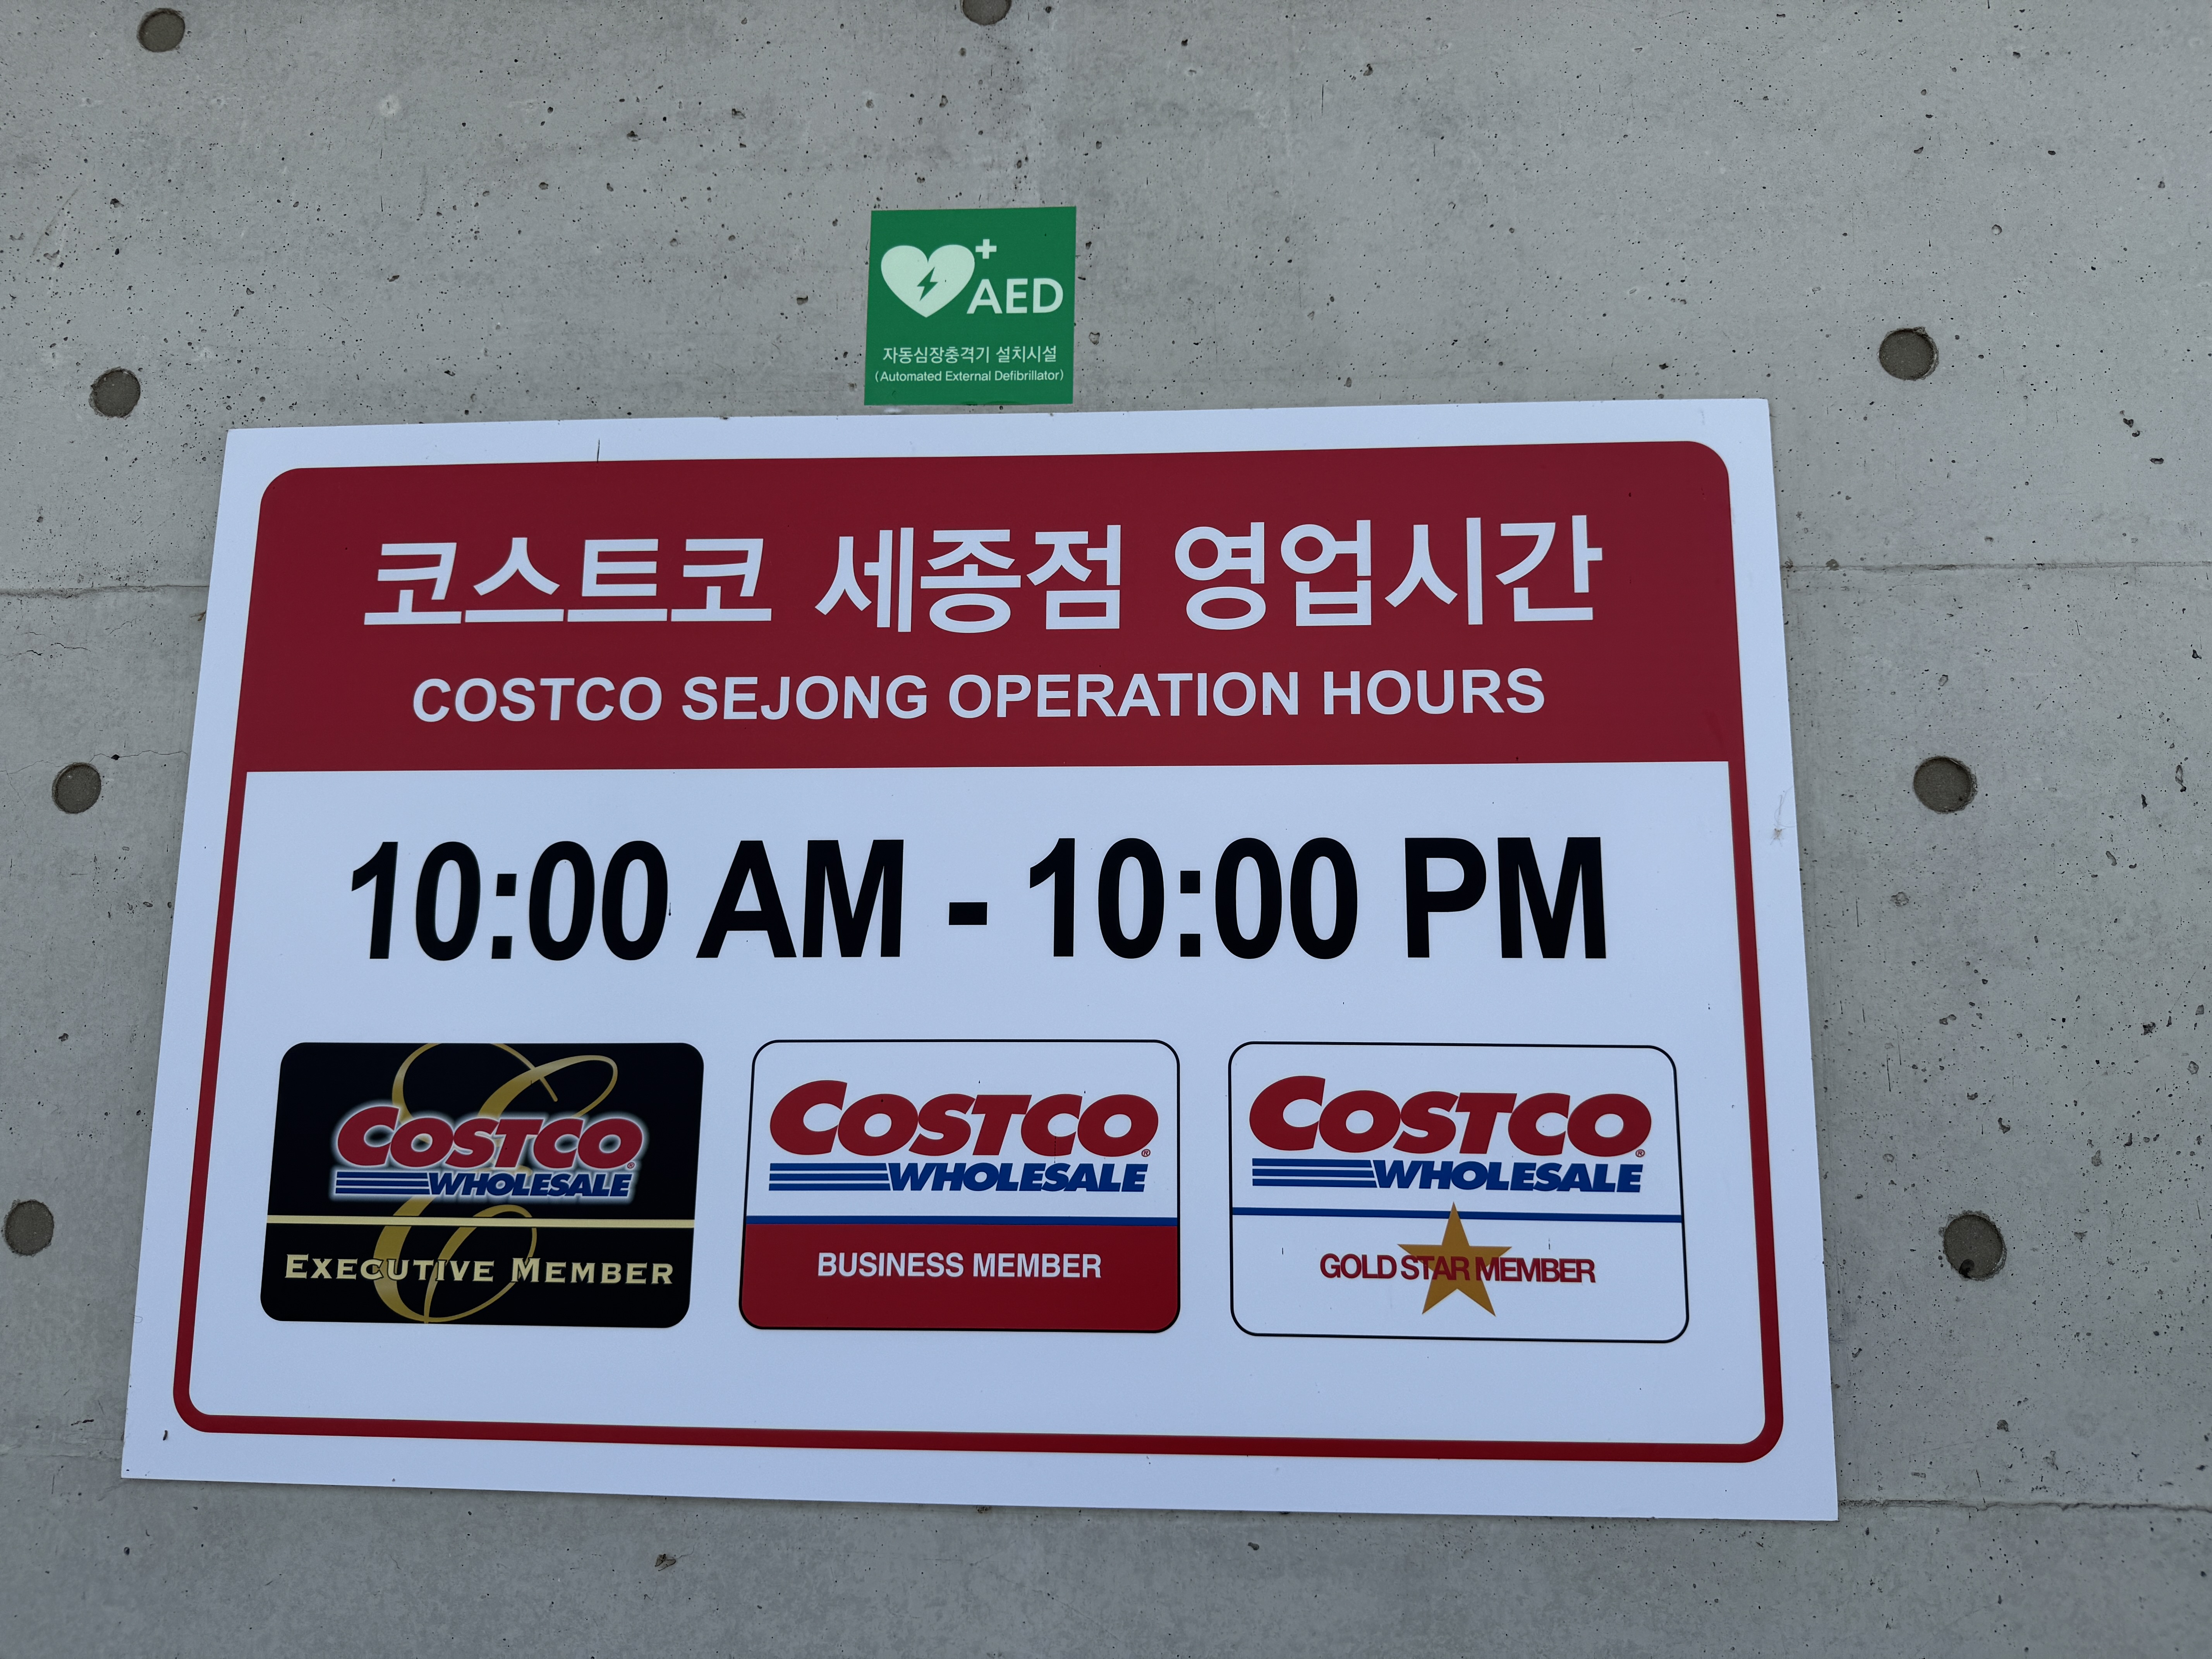 AED
자동심장충격기 설치시설
(Automated External Defibrillator)
코스트코 세종점 영업시간
COSTCO SEJONG OPERATION HOURS
10:00 AM - 10:00 PM
COSTCO
WHOLESALE
EXECUTIVE MEMBER
COSTCO
WHOLESALE
BUSINESS MEMBER
COSTCO
WHOLESALE
GOLD STAR MEMBER